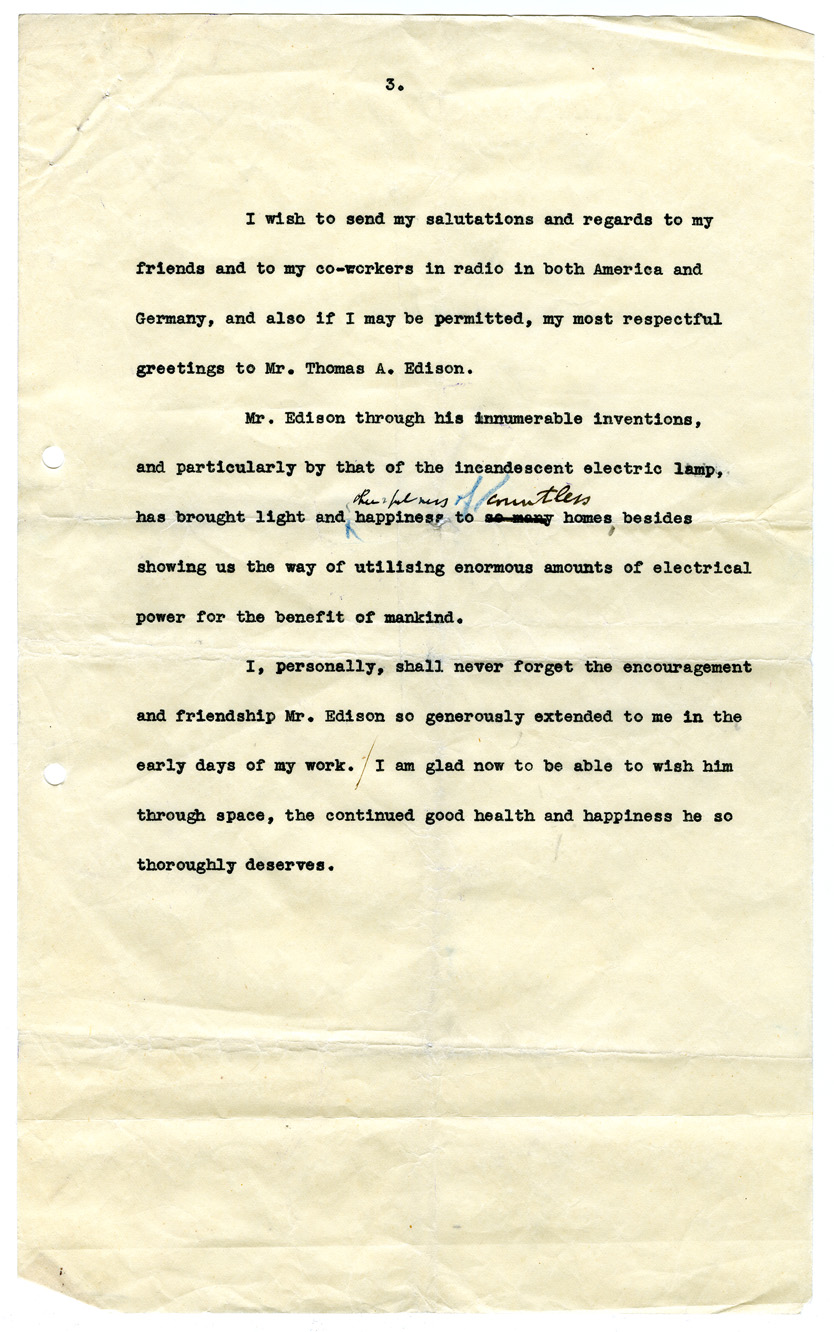 3.
I wish to send my salutations and regards to my
friends and to my co-workers in radio in both America and
Germany, and also if I may be permitted, my most respectful
greetings to Mr. Thomas A. Edison.
Mr. Edison through his innumerable inventions,
and particularly by that of the incandescent electric lamp,
cheerfulness of countless
has brought light and happiness to so many homes besides
showing us the way of utilising enormous amounts of electrical
power for the benefit of mankind.
I, personally, shall never forget the encouragement
and friendship Mr. Edison so generously extended to me in the
early days of my work. / I am glad now to be able to wish him
through space, the continued good health and happiness he so
thoroughly deserves.